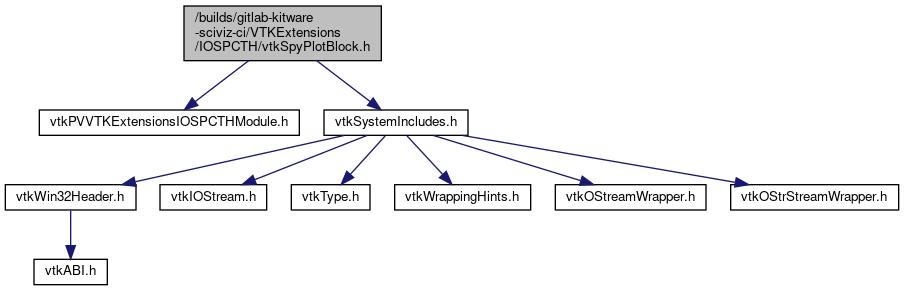 /builds/gitlab-kitware
-sciviz-ci/VTKExtensions
/IOSPCTH/vtkSpyPlotBlock.h
vtkPVVTKExtensionsIOSPCTHModule.h
vtkSystemIncludes.h
vtkWin32Header.h
vtkIOStream.h
vtkType.h
vtkWrappingHints.h
vtkOStreamWrapper.h
vtkOStrStreamWrapper.h
vtkABI.h